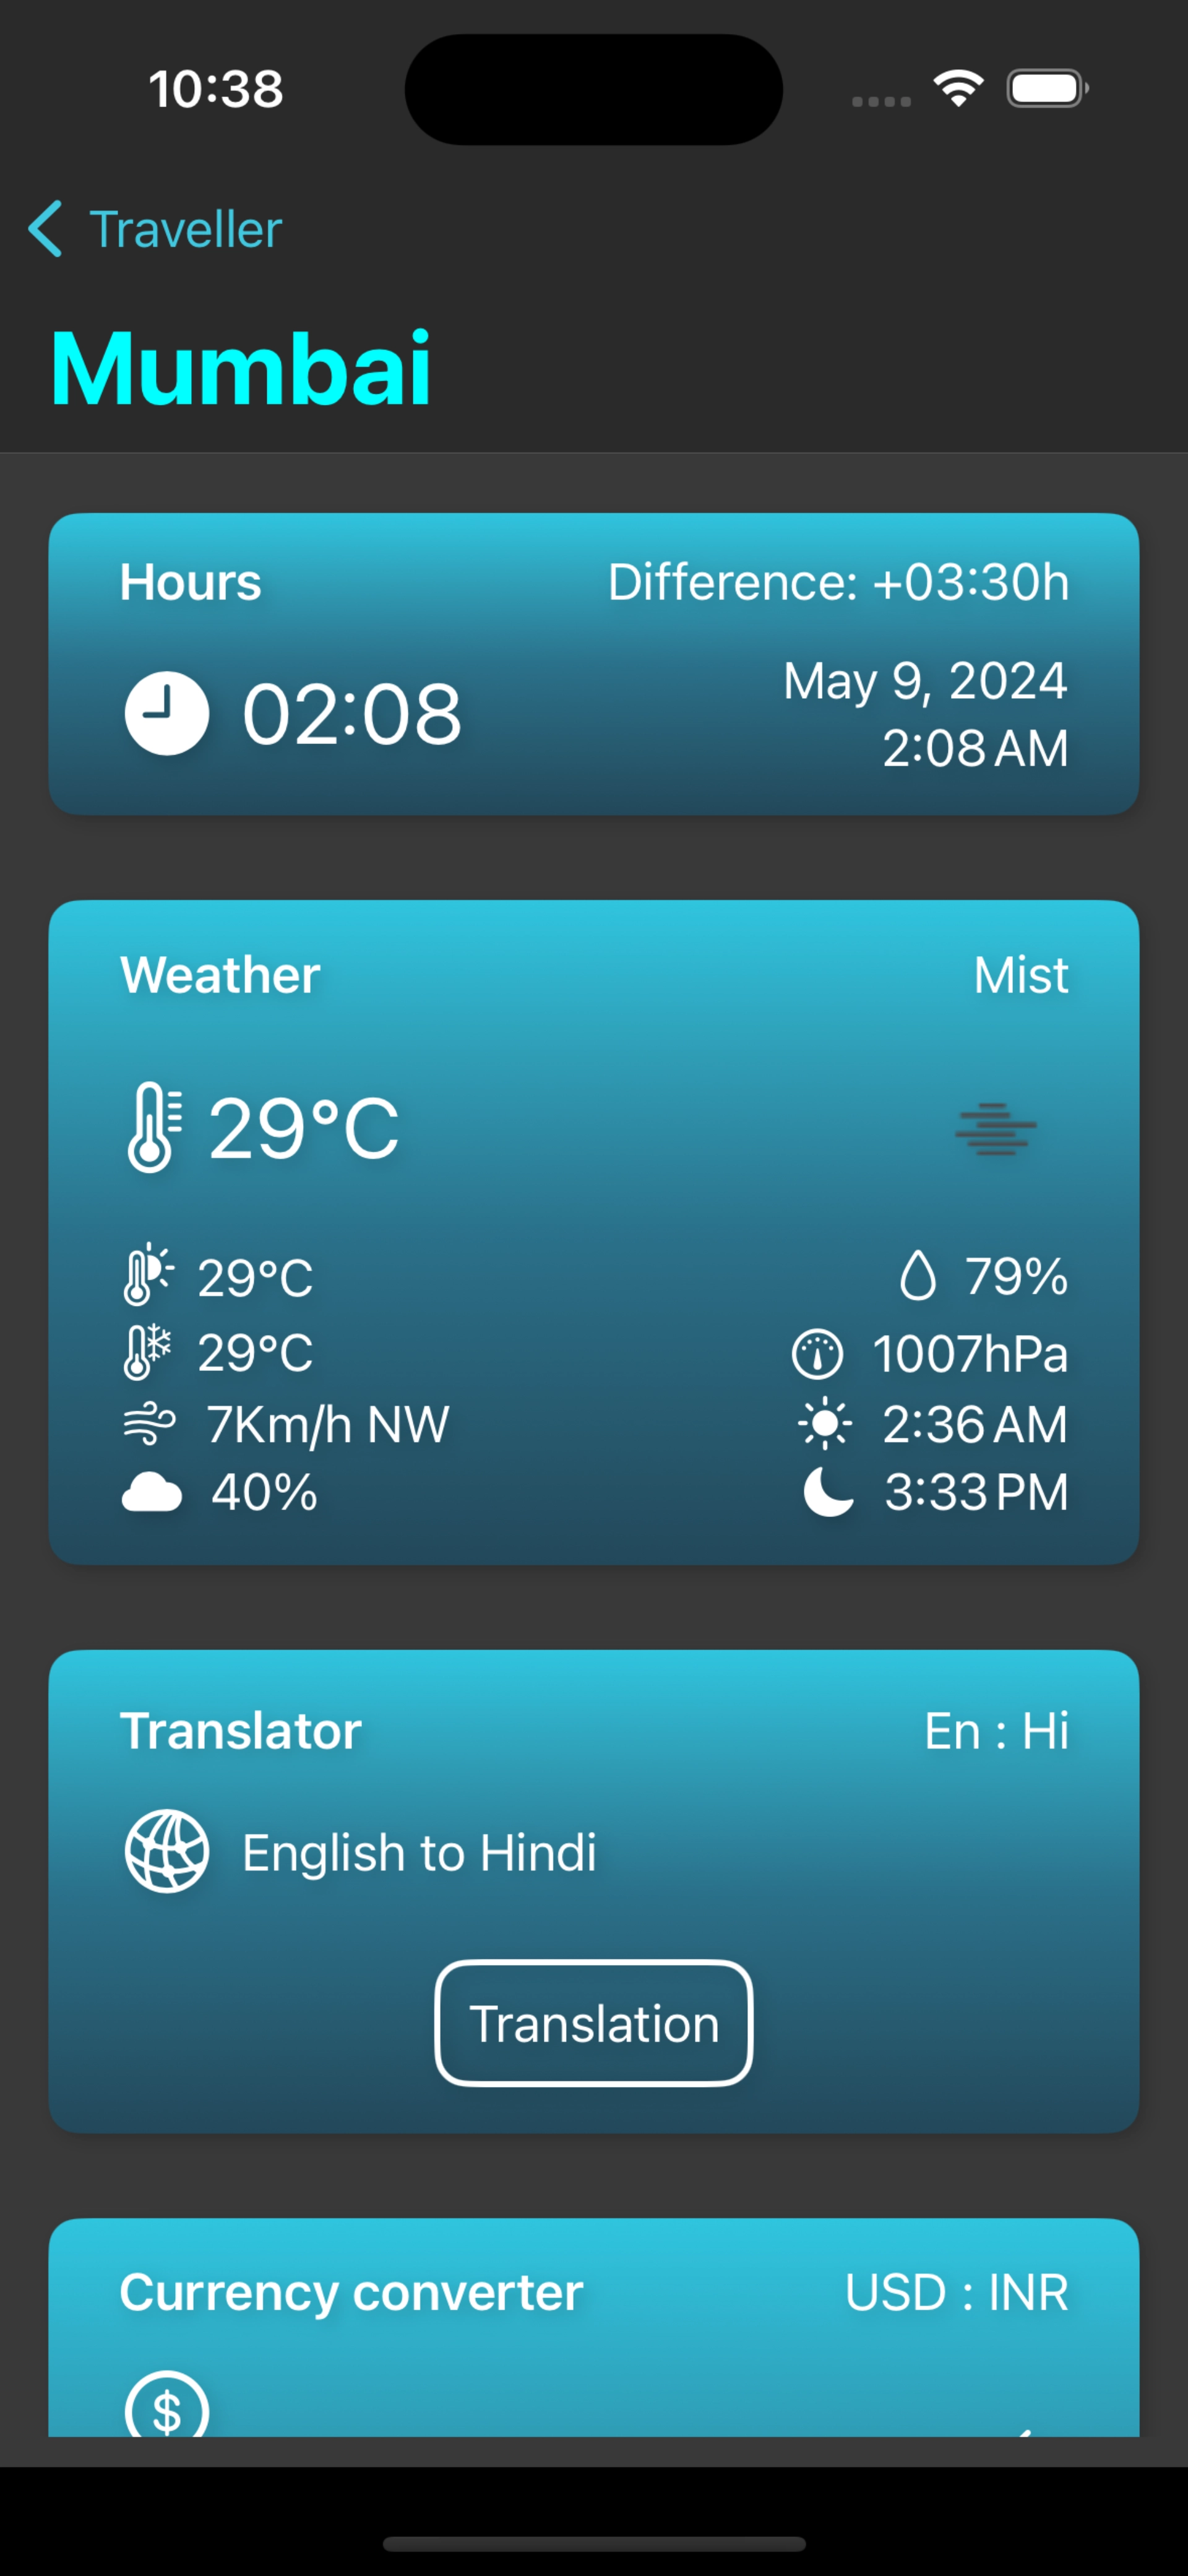 10:38
Traveller
Mumbai
Hours
Difference: +03:30h
02:08
May 9, 2024
2:08 AM
Weather
Mist
29°C
29°C
79%
29°C
1007hPa
7Km/h NW
2:36 AM
40%
3:33 PM
Translator
En : Hi
English to Hindi
Translation
Currency converter
USD : INR
$